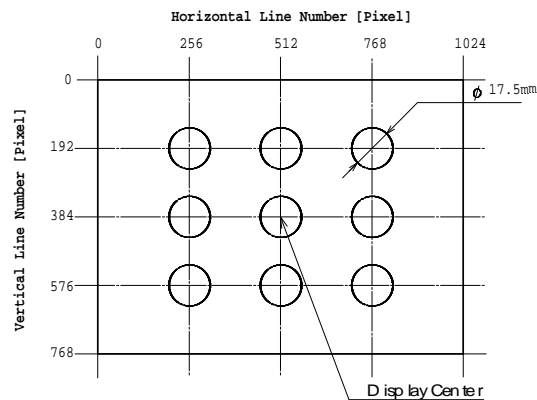 Horizontal Line Number [Pixel]
0 256 512 768 1024
ϕ 17.5mm
Vertical Line Number [Pixel]
0
192
384
576
768
Display Center